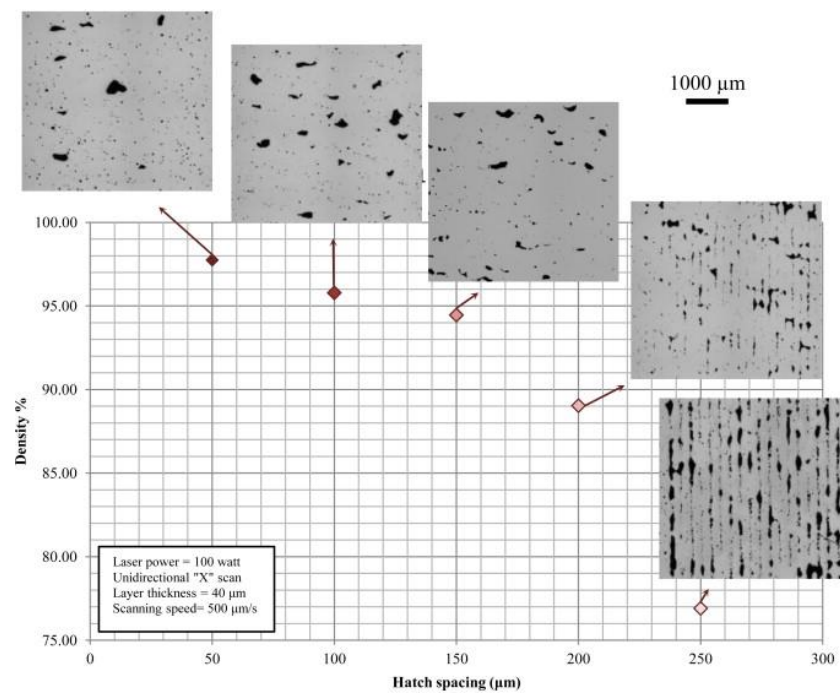 1000 µm
100.00
95.00
90.00
85.00
80.00
75.00
Density %
Laser power = 100 watt
Unidirectional "X" scan
Layer thickness = 40 µm
Scanning speed= 500 µm/s
0 50 100 150 200 250 300
Hatch spacing (µm)